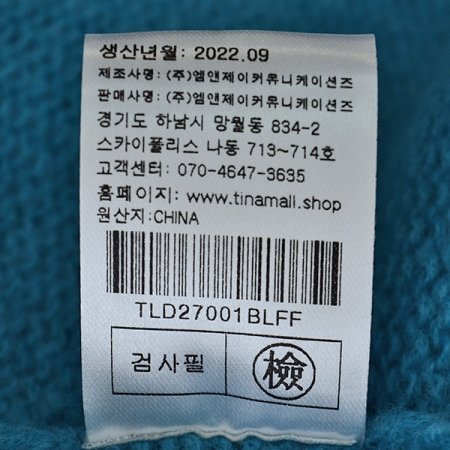 생산년월: 2022.09
제조사명: (주)엠앤제이커뮤니케이션즈
판매사명: (주)엠앤제이커뮤니케이션즈
경기도 하남시 망월동 834-2
스카이폴리스 나동 713~714호
고객센터: 070-4647-3635
홈페이지: www.tinamall.shop
원산지:CHINA
TLD27001BLFF
검사필 檢